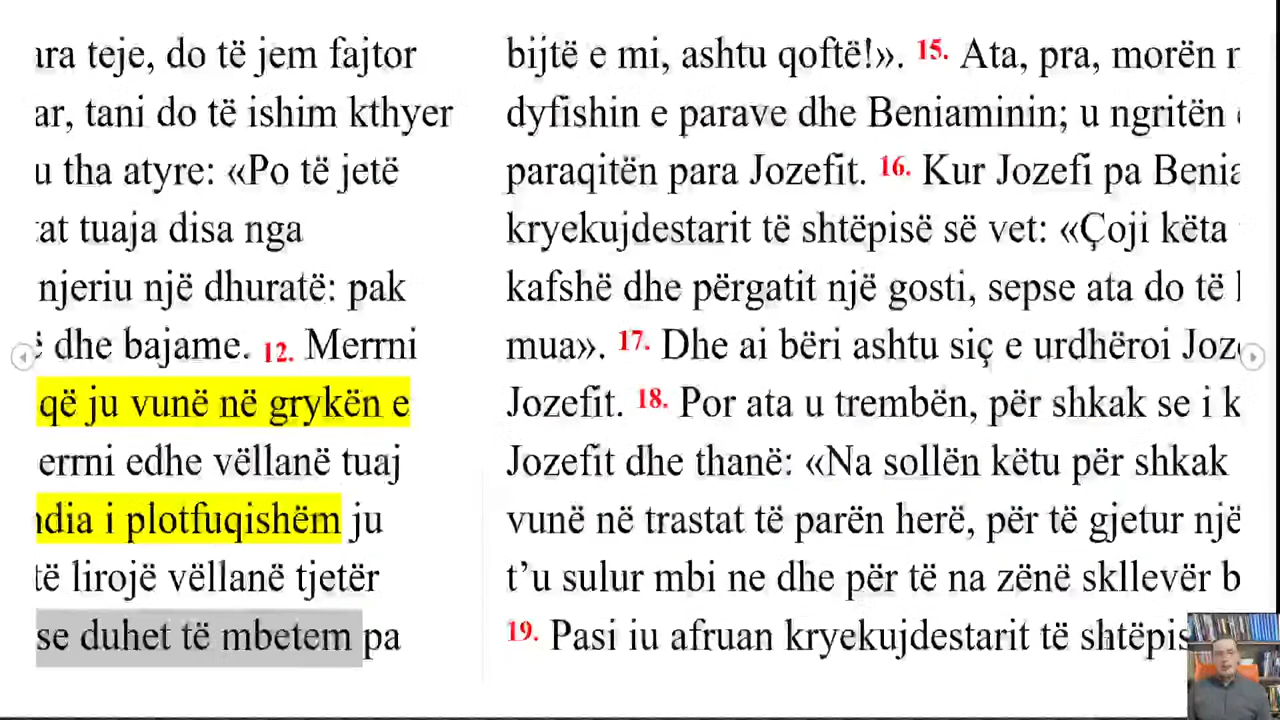 ara teje, do të jem fajtor
ar, tani do të ishim kthyer
u tha atyre: «Po të jetë
tuaja disa nga
njeriu një dhuratë: pak
dhe bajame. 12. Merrni
që ju vunë në grykën e
errni edhe vëllanë tuaj
dia i plotfuqishëm ju
të lirojë vëllanë tjetër
se duhet të mbetem pa
bijtë e mi, ashtu qoftë!». 15. Ata, pra, morën
dyfishin e parave dhe Beniaminin; u ngritën
paraqitën para Jozefit. 16. Kur Jozefi pa Benia
kryekujdestarit të shtëpisë së vet: «Çoji këta
kafshë dhe përgatit një gosti, sepse ata do të
mua». 17. Dhe ai bëri ashtu siç e urdhëroi Joz
Jozefit. 18. Por ata u trembën, për shkak se i k
Jozefit dhe thanë: «Na sollën këtu për shkak
vunë në trastat të parën herë, për të gjetur një
t’u sulur mbi ne dhe për të na zënë skllevër b
19. Pasi iu afruan kryekujdestarit të shtëpis